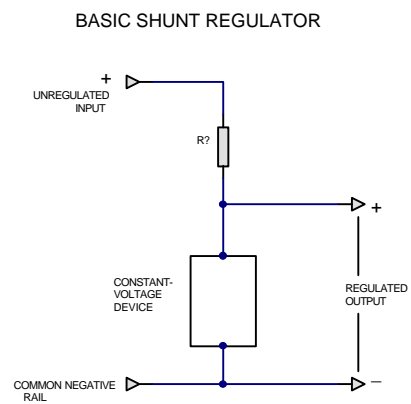 BASIC SHUNT REGULATOR
+
UNREGULATED
INPUT
R?
+
CONSTANT-
VOLTAGE
DEVICE
REGULATED
OUTPUT
COMMON NEGATIVE
RAIL
−